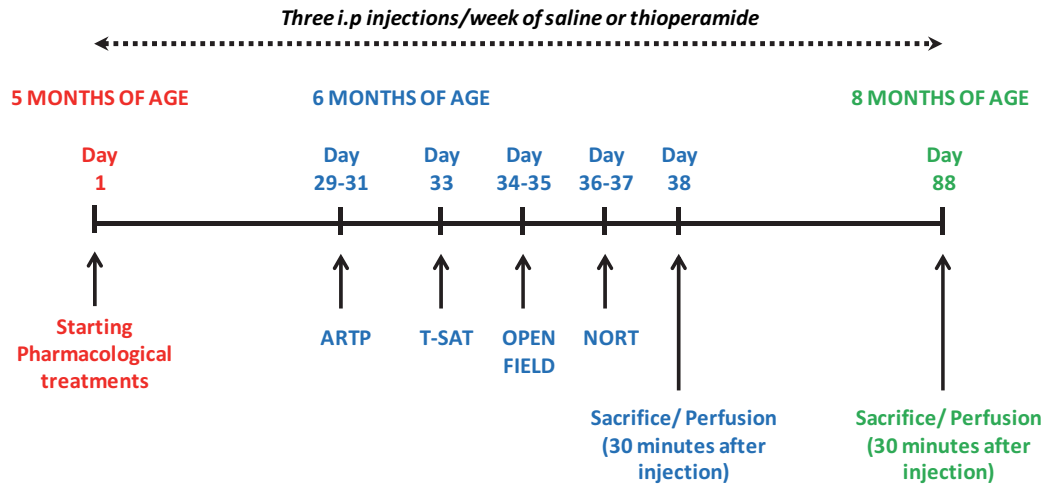 Three i.p injections/week of saline or thioperamide
5 MONTHS OF AGE
6 MONTHS OF AGE
8 MONTHS OF AGE
Day
1
Day
29-31
Day
33
Day
34-35
Day
36-37
Day
38
Day
88
Starting
Pharmacological
treatments
ARTP
T-SAT
OPEN
FIELD
NORT
Sacrifice/ Perfusion
(30 minutes after
injection)
Sacrifice/ Perfusion
(30 minutes after
injection)